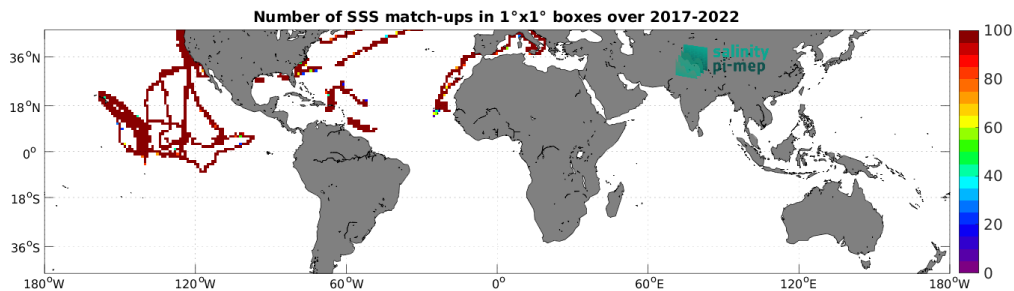 Number of SSS match-ups in 1°x1° boxes over 2017-2022
36°N
18°N
0°
18°S
36°S
180°W
120°W
60°W
0°
60°E
120°E
180°W
salinity
pi-mep
100
80
60
40
20
0